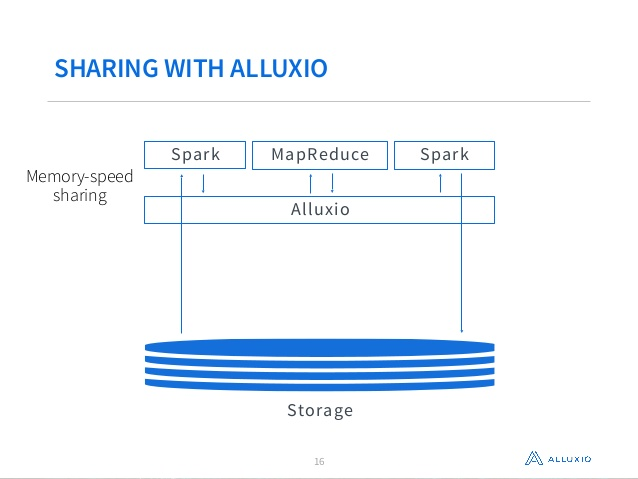 SHARING WITH ALLUXIO
Spark
MapReduce
Spark
Memory-speed
sharing
Alluxio
Storage
16
ALLUXIO